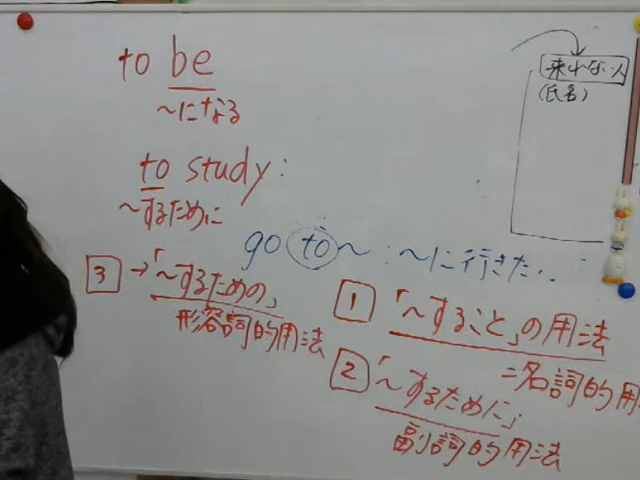 to be
~になる
来れない人
(氏名)
to study:
~するために
go to ~ : ~に行きたい..
3 →「~するための」
形容詞的用法
1 「~すること」の用法
=名詞的用
2 「~するために」
副詞的用法